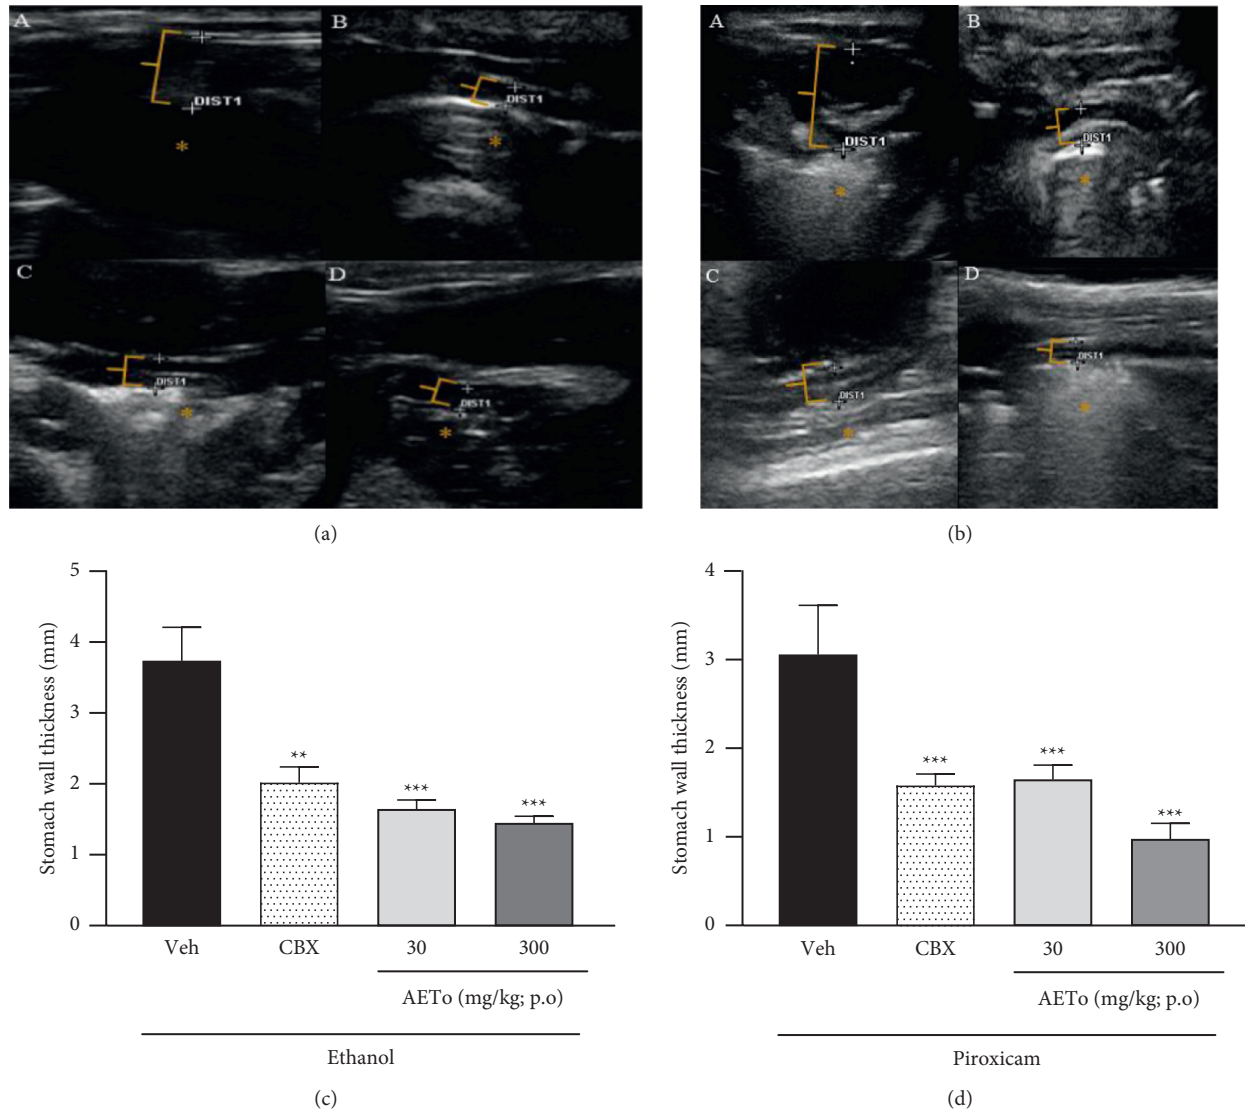 A
B
DIST1
DIST1
*
*
C
D
DIST1
DIST1
*
*
A
B
DIST1
DIST1
*
*
C
D
DIST1
DIST1
*
*
(a)
(b)
Stomach wall thickness (mm)
5
4
3
2
1
0
**
***
***
Veh CBX 30 300
AETo (mg/kg; p.o)
Ethanol
(c)
Stomach wall thickness (mm)
4
3
2
1
0
***
***
***
Veh CBX 30 300
AETo (mg/kg; p.o)
Piroxicam
(d)